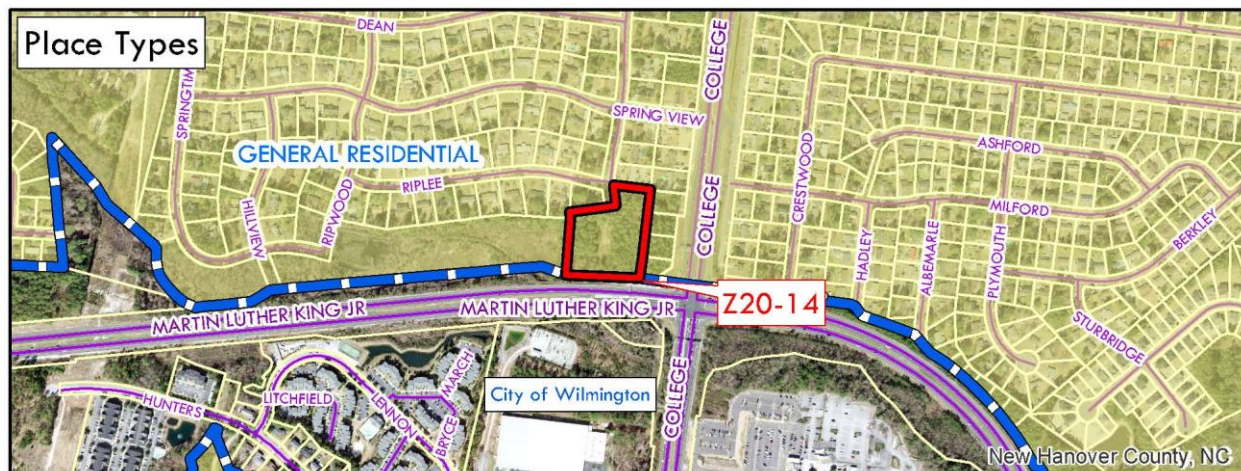 Place Types
DEAN
SPRINGTIM
COLLEGE
SPRING VIEW
GENERAL RESIDENTIAL
RIPLEE
RIPWOOD
HILLVIEW
COLLEGE
CRESTWOOD
ASHFORD
MILFORD
HADLEY
ALBEMARLE
PLYMOUTH
BERKLEY
STURBRIDGE
Z20-14
MARTIN LUTHER KING JR
MARTIN LUTHER KING JR
HUNTERS
LITCHFIELD
LENNON
BRYCE
MARCH
City of Wilmington
COLLEGE
New Hanover County, NC